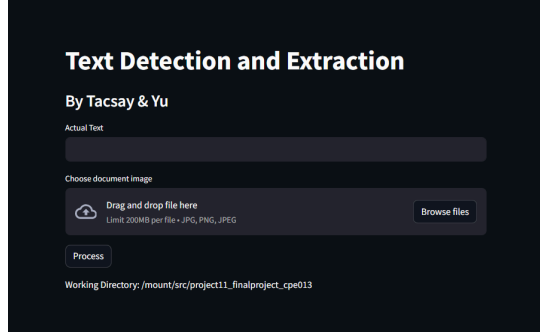 Text Detection and Extraction
By Tacsay & Yu
Actual Text
Choose document image
Drag and drop file here
Limit 200MB per file • JPG, PNG, JPEG
Browse files
Process
Working Directory: /mount/src/project11_finalproject_cpe013